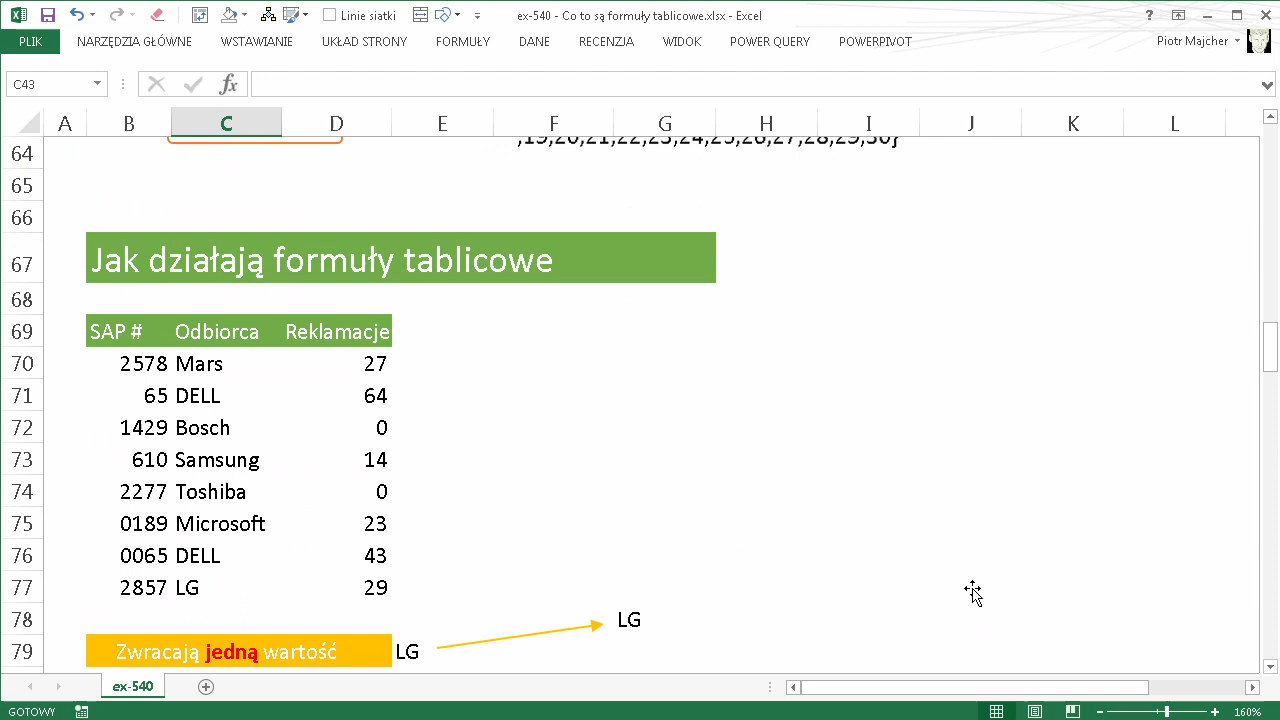 ex-540 - Co to są formuły tablicowe.xlsx - Excel
Linie siatki
PLIK NARZĘDZIA GŁÓWNE WSTAWIANIE UKŁAD STRONY FORMUŁY DANE RECENZJA WIDOK POWER QUERY POWERPIVOT Piotr Majcher
C43 fx
A B C D E F G H I J K L
64 ,19,20,21,22,23,24,25,26,27,28,29,30}
65
66
67 Jak działają formuły tablicowe
68
69 SAP # Odbiorca Reklamacje
70 2578 Mars 27
71 65 DELL 64
72 1429 Bosch 0
73 610 Samsung 14
74 2277 Toshiba 0
75 0189 Microsoft 23
76 0065 DELL 43
77 2857 LG 29
78 LG
79 Zwracają jedną wartość LG
ex-540
GOTOWY 160%